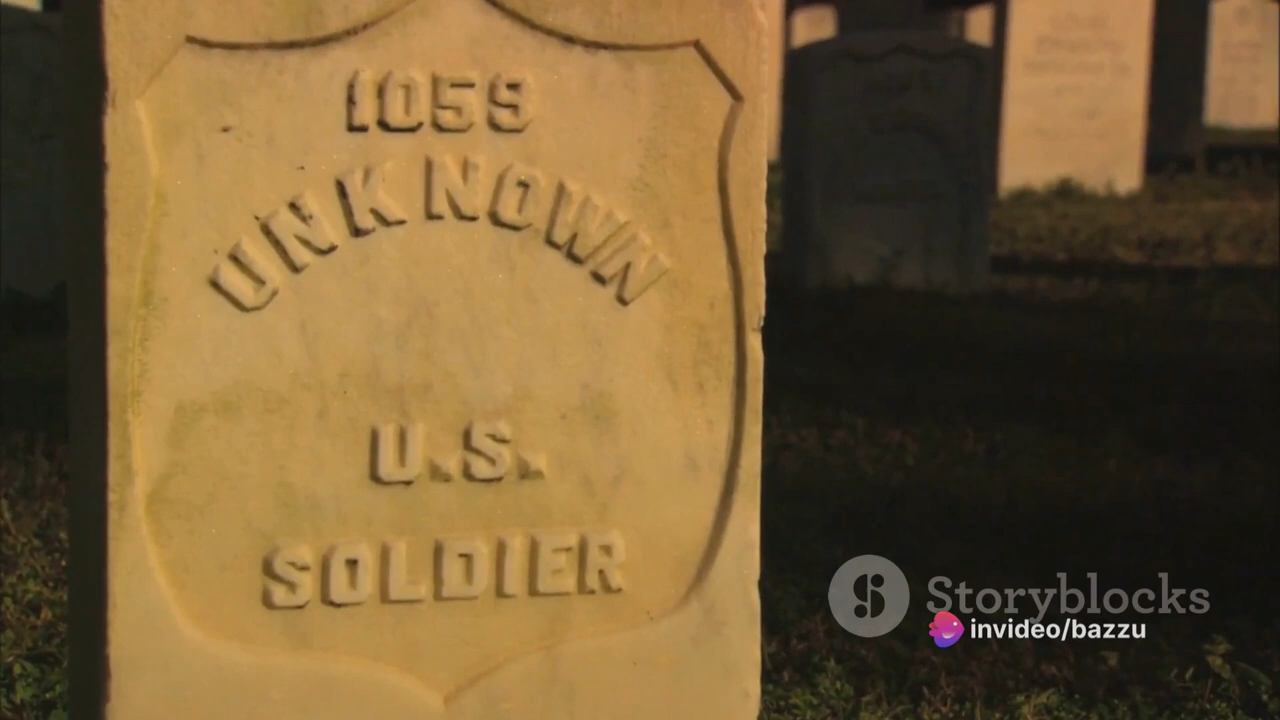 1059
UNKNOWN
U.S.
SOLDIER
Storyblocks
invideo/bazzu